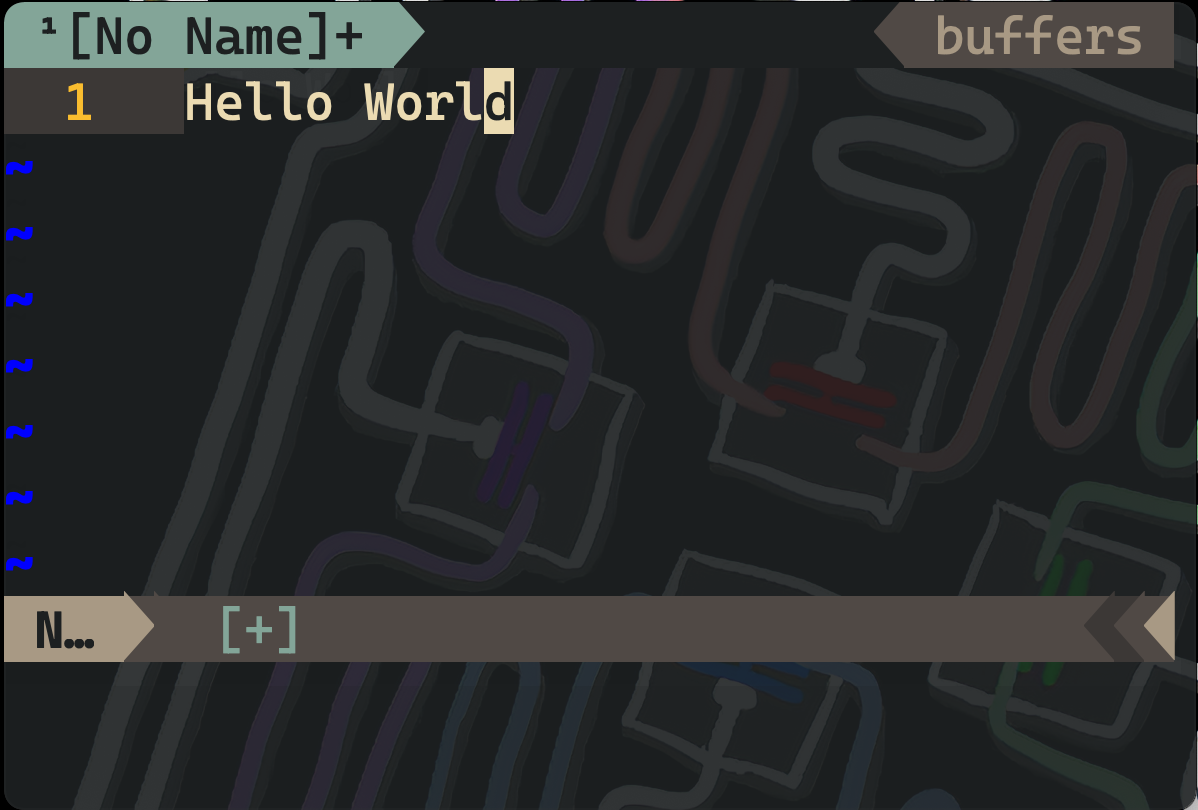 ¹[No Name]+ buffers
1 Hello World
~
~
~
~
~
~
~
N… [+]